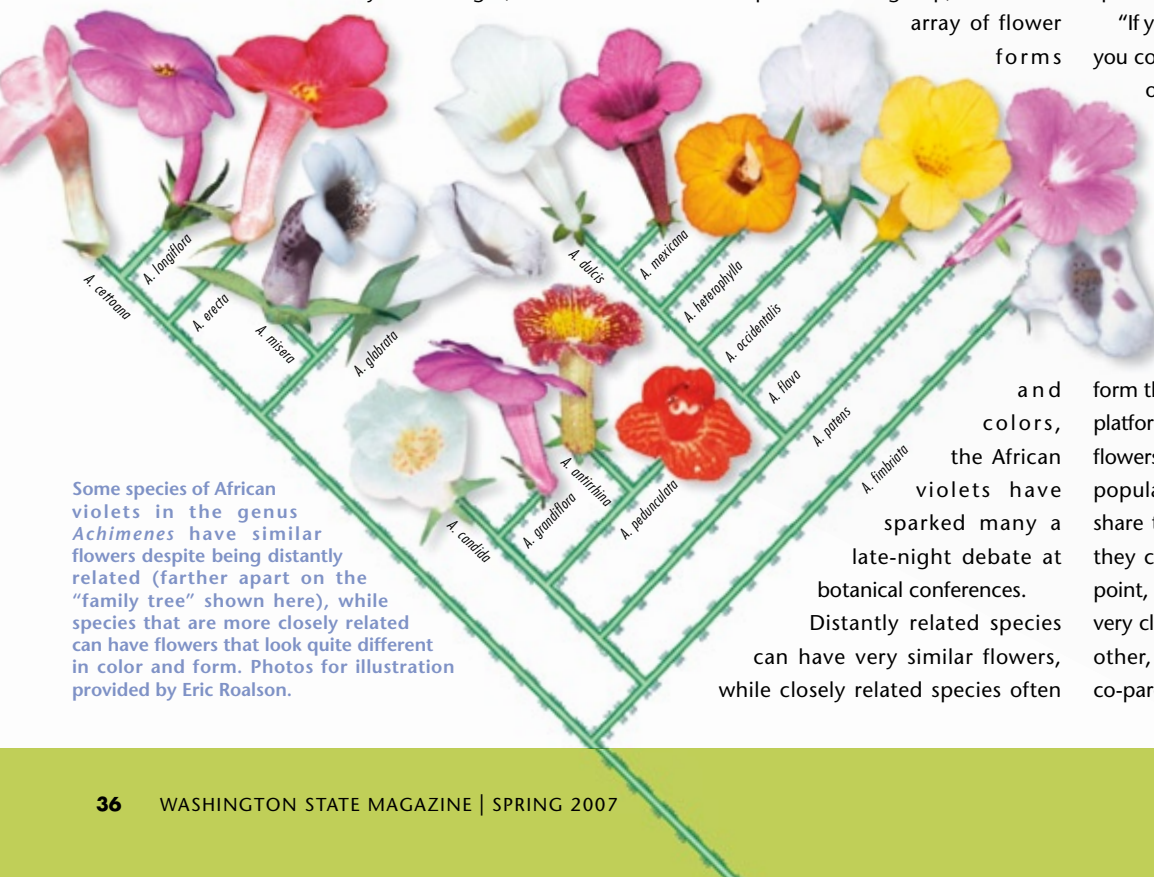 array of flower
forms
"If y
you co
A. cettoana
A. longiflora
A. erecta
A. misera
A. glabrata
A. dulcis
A. mexicana
A. heterophylla
A. occidentalis
A. flava
A. patens
A. fimbriata
A. candida
A. grandiflora
A. antirrhina
A. pedunculata
Some species of African
violets in the genus
Achimenes have similar
flowers despite being distantly
related (farther apart on the
"family tree" shown here), while
species that are more closely related
can have flowers that look quite different
in color and form. Photos for illustration
provided by Eric Roalson.
and
colors,
the African
violets have
sparked many a
late-night debate at
botanical conferences.
Distantly related species
can have very similar flowers,
while closely related species often
form th
platfor
flowers
popula
share t
they c
point,
very cl
other,
co-par
36 WASHINGTON STATE MAGAZINE | SPRING 2007